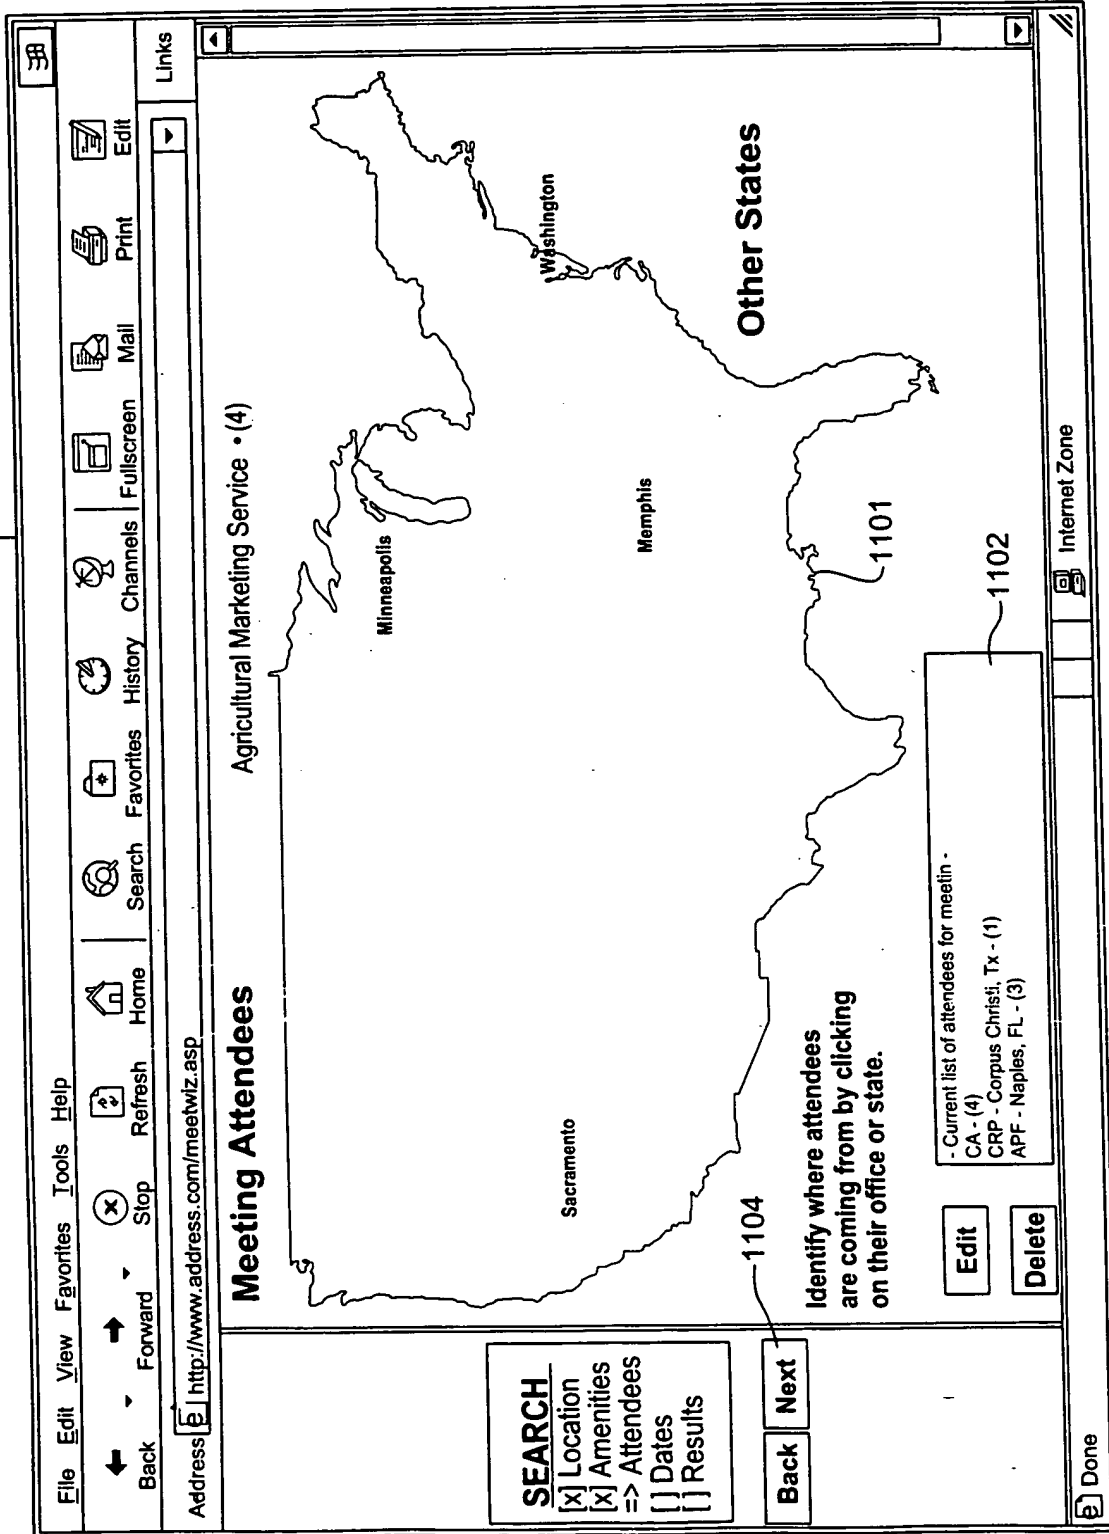 File Edit View Favorites Tools Help
Back Forward Stop Refresh Home Search Favorites History Channels Fullscreen Mail Print Edit
Address http://www.address.com/meetwiz.asp Links
SEARCH
[x] Location
[x] Amenities
=> Attendees
[ ] Dates
[ ] Results
Back Next
1104
Meeting Attendees
Agricultural Marketing Service • (4)
Minneapolis
Washington
Sacramento
Memphis
Other States
1101
Identify where attendees
are coming from by clicking
on their office or state.
Edit
Delete
- Current list of attendees for meetin -
CA - (4)
CRP - Corpus Christi, Tx - (1)
APF - Naples, FL - (3)
1102
Done
Internet Zone